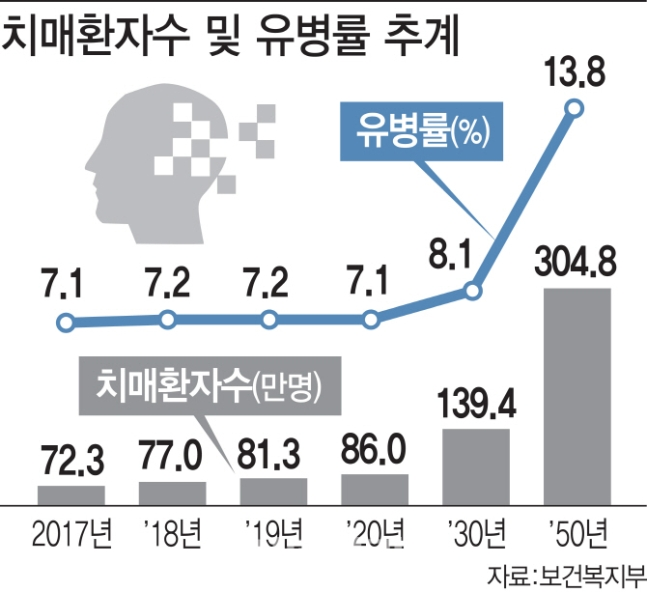 치매환자수 및 유병률 추계
유병률(%)
7.1 7.2 7.2 7.1 8.1 13.8
치매환자수(만명)
72.3 77.0 81.3 86.0 139.4 304.8
2017년 ’18년 ’19년 ’20년 ’30년 ’50년
자료:보건복지부